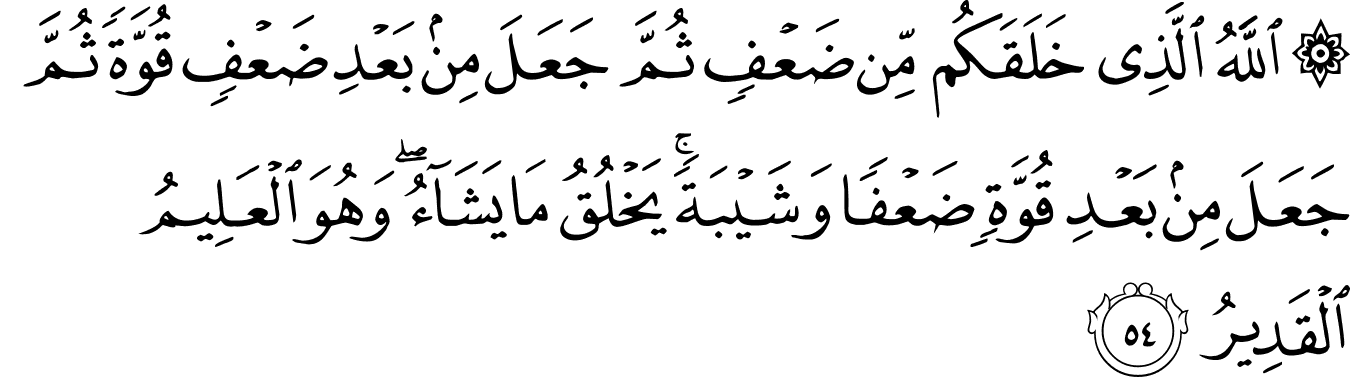 ۞ ٱللَّهُ ٱلَّذِى خَلَقَكُم مِّن ضَعْفٍ ثُمَّ جَعَلَ مِنۢ بَعْدِ ضَعْفٍ قُوَّةً ثُمَّ
جَعَلَ مِنۢ بَعْدِ قُوَّةٍ ضَعْفًا وَشَيْبَةً ۚ يَخْلُقُ مَا يَشَآءُ ۖ وَهُوَ ٱلْعَلِيمُ
ٱلْقَدِيرُ ٥٤